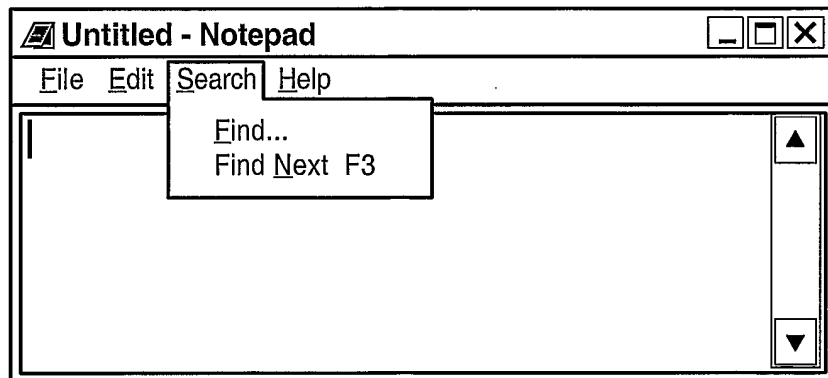 Untitled - Notepad
File Edit Search Help
Find...
Find Next F3